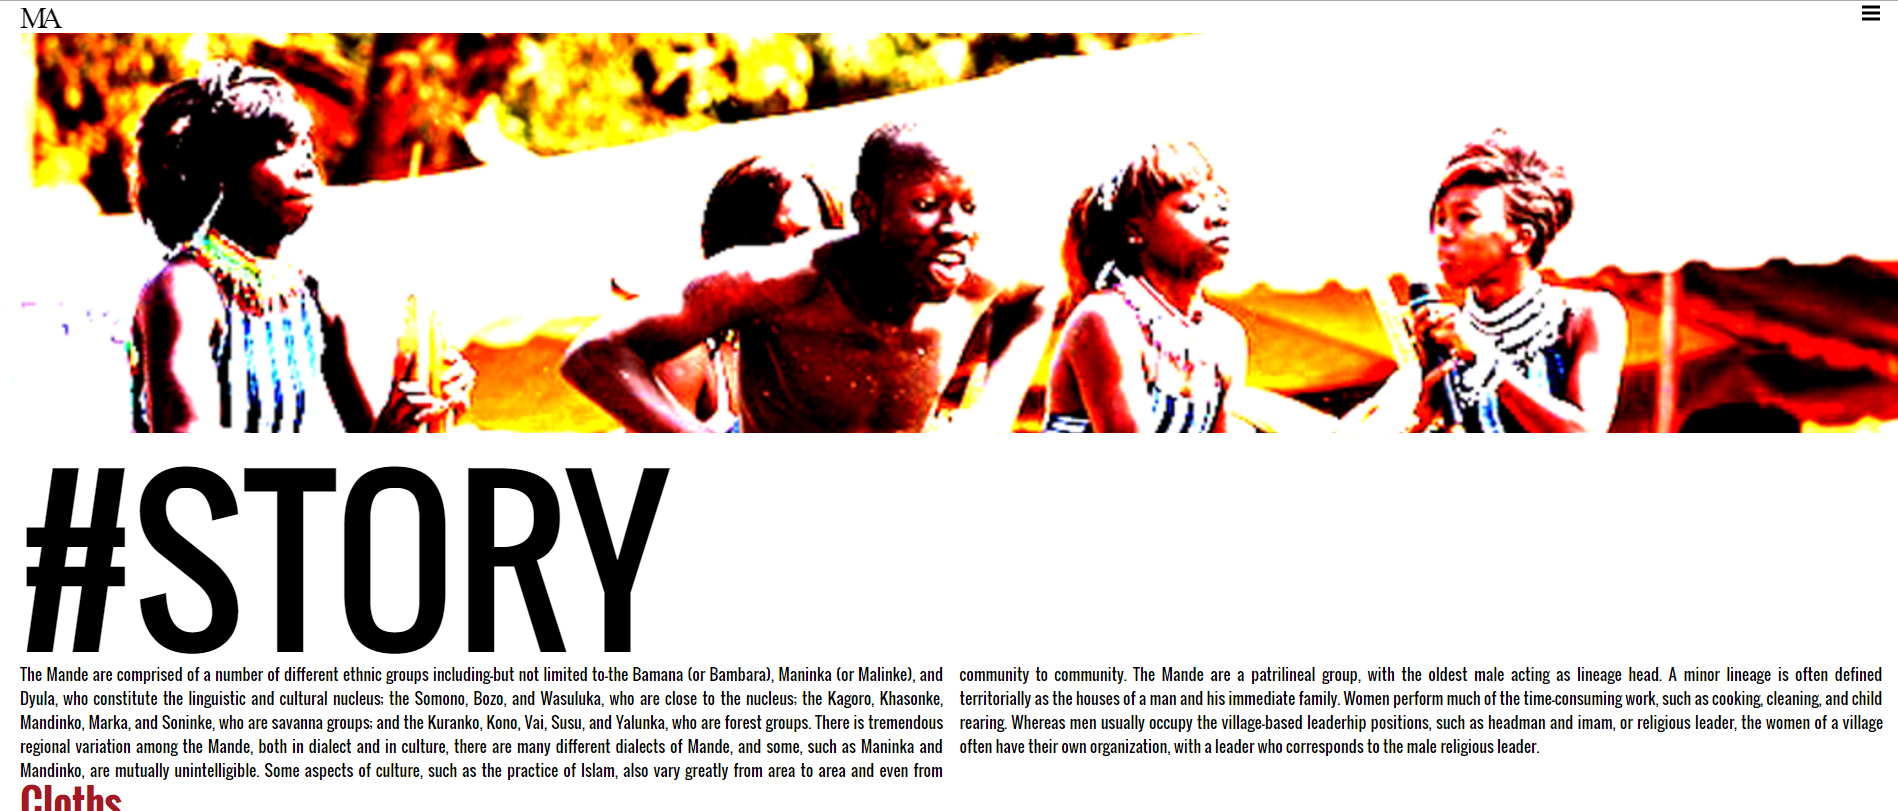 MA
#STORY
The Mande are comprised of a number of different ethnic groups including-but not limited to-the Bamana (or Bambara), Maninka (or Malinke), and
Dyula, who constitute the linguistic and cultural nucleus; the Somono, Bozo, and Wasuluka, who are close to the nucleus; the Kagoro, Khasonke,
Mandinko, Marka, and Soninke, who are savanna groups; and the Kuranko, Kono, Vai, Susu, and Yalunka, who are forest groups. There is tremendous
regional variation among the Mande, both in dialect and in culture, there are many different dialects of Mande, and some, such as Maninka and
Mandinko, are mutually unintelligible. Some aspects of culture, such as the practice of Islam, also vary greatly from area to area and even from
community to community. The Mande are a patrilineal group, with the oldest male acting as lineage head. A minor lineage is often defined
territorially as the houses of a man and his immediate family. Women perform much of the time-consuming work, such as cooking, cleaning, and child
rearing. Whereas men usually occupy the village-based leaderhip positions, such as headman and imam, or religious leader, the women of a village
often have their own organization, with a leader who corresponds to the male religious leader.
Cloths